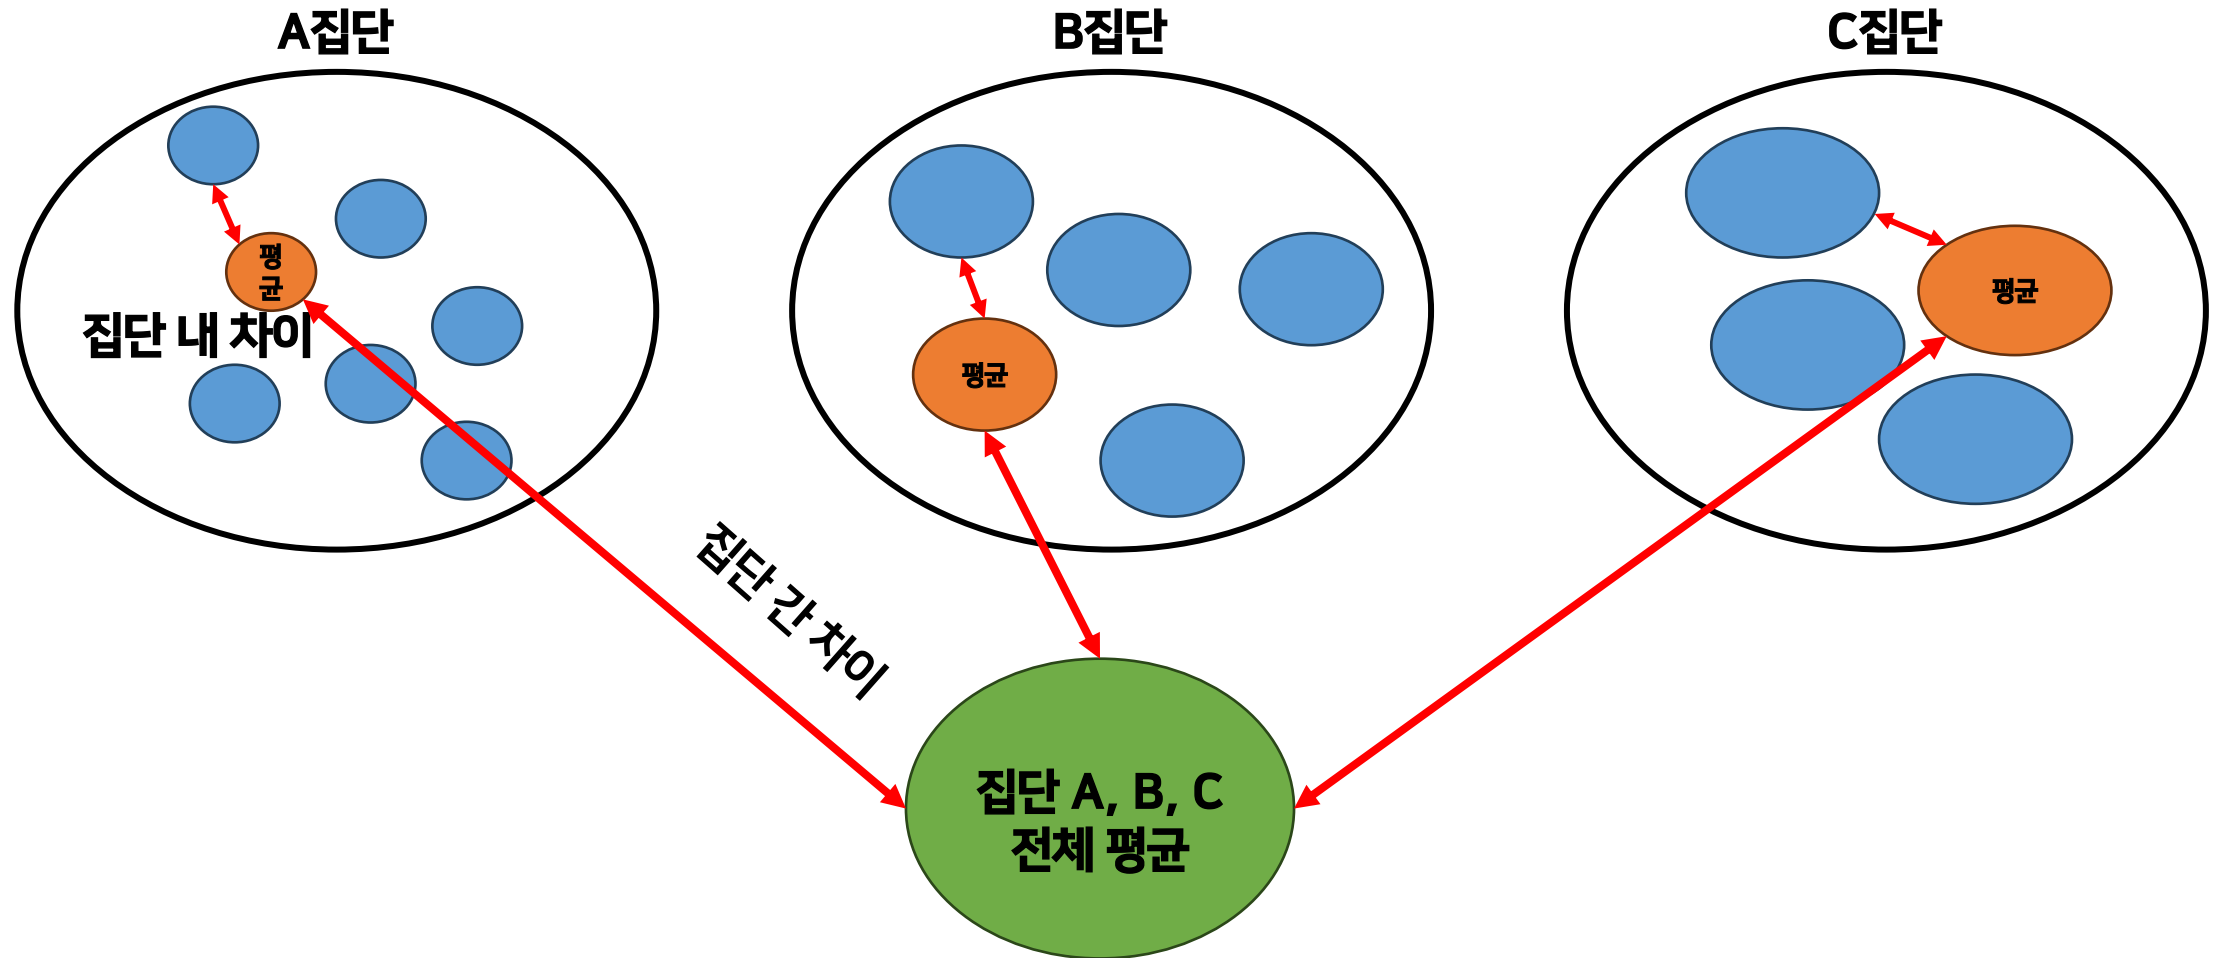 A집단
B집단
C집단
평
균
집단 내 차이
평균
평균
집단 간 차이
집단 A, B, C
전체 평균